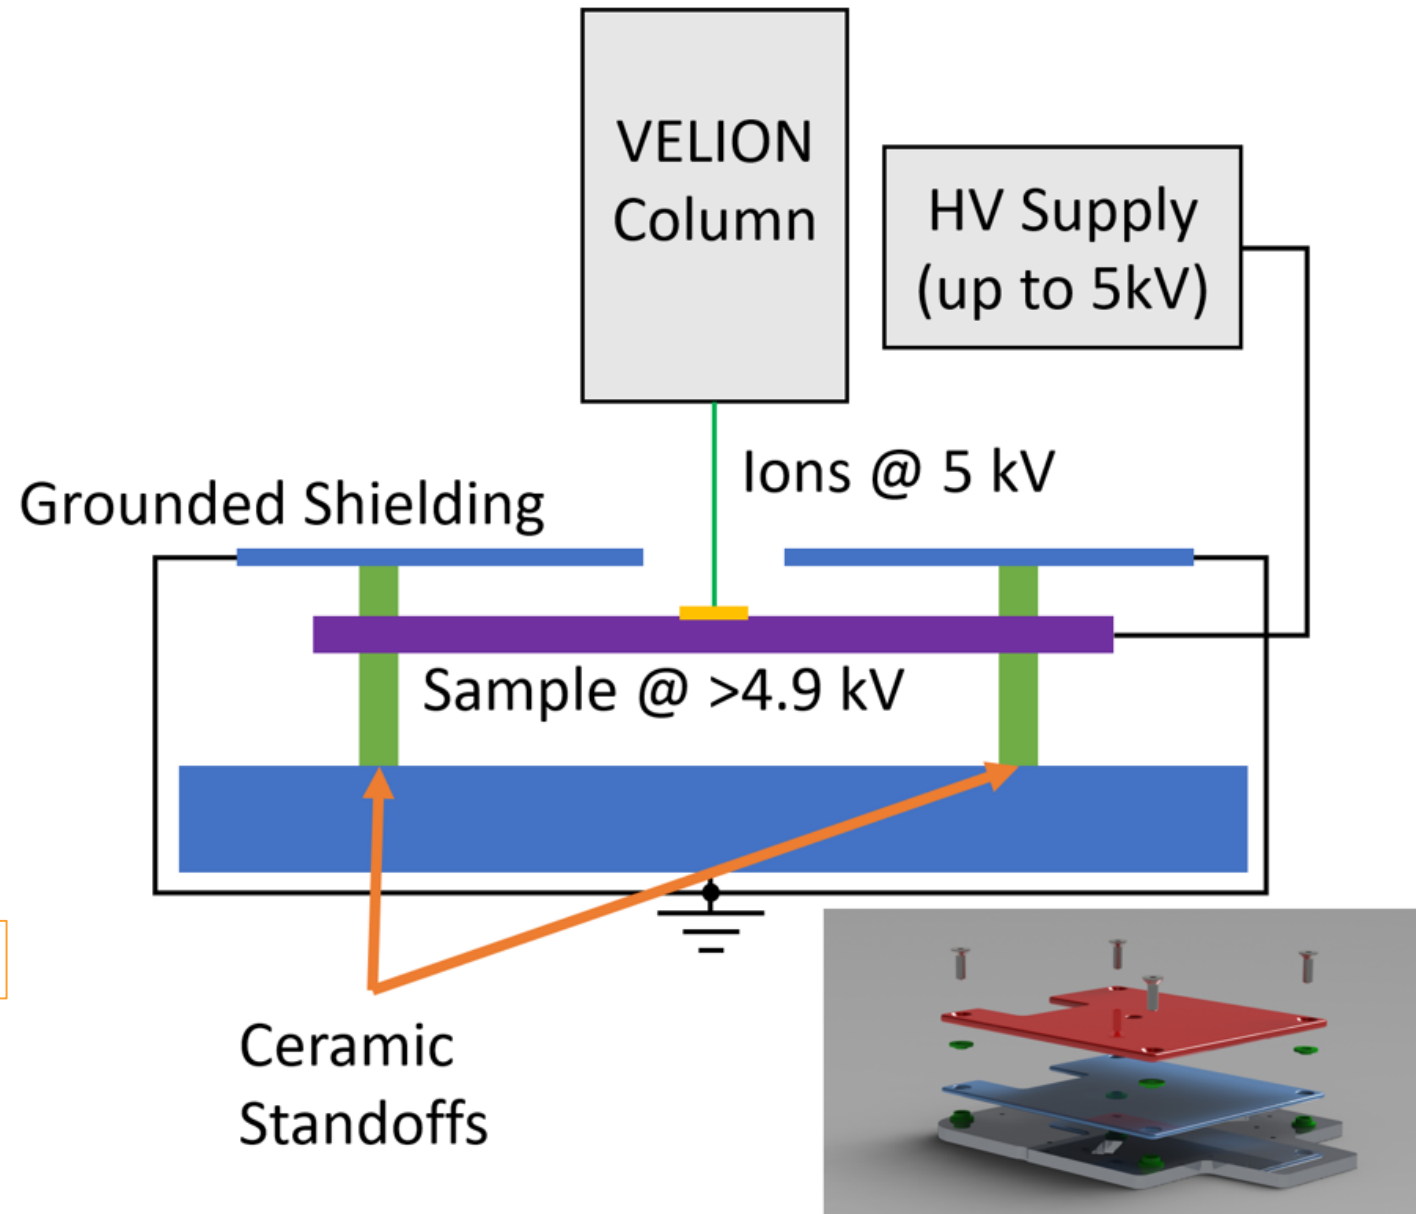 VELION
Column
HV Supply
(up to 5kV)
Ions @ 5 kV
Grounded Shielding
Sample @ >4.9 kV
Ceramic
Standoffs